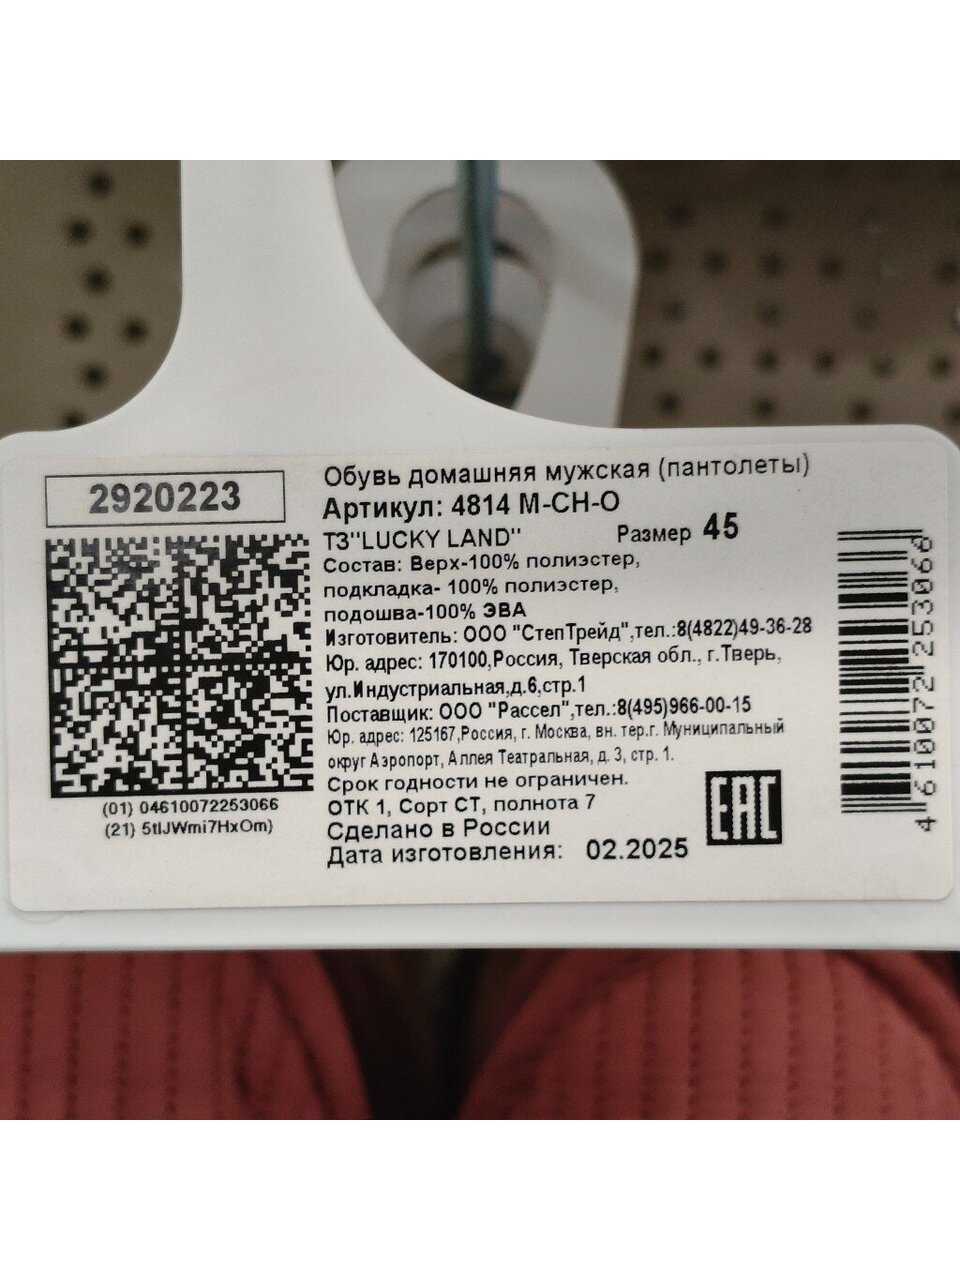 2920223
(01) 04610072253066
(21) 5tIJWmi7HxOm)
Обувь домашняя мужская (пантолеты)
Артикул: 4814 M-CH-O
ТЗ"LUCKY LAND" Размер 45
Состав: Верх-100% полиэстер,
подкладка- 100% полиэстер,
подошва-100% ЭВА
Изготовитель: ООО "СтепТрейд",тел.:8(4822)49-36-28
Юр. адрес: 170100,Россия, Тверская обл., г.Тверь,
ул.Индустриальная,д.6,стр.1
Поставщик: ООО "Рассел",тел.:8(495)966-00-15
Юр. адрес: 125167,Россия, г. Москва, вн. тер.г. Муниципальный
округ Аэропорт, Аллея Театральная, д. 3, стр. 1.
Срок годности не ограничен.
ОТК 1, Сорт СТ, полнота 7
Сделано в России
Дата изготовления: 02.2025
EAC
4 610072 253066